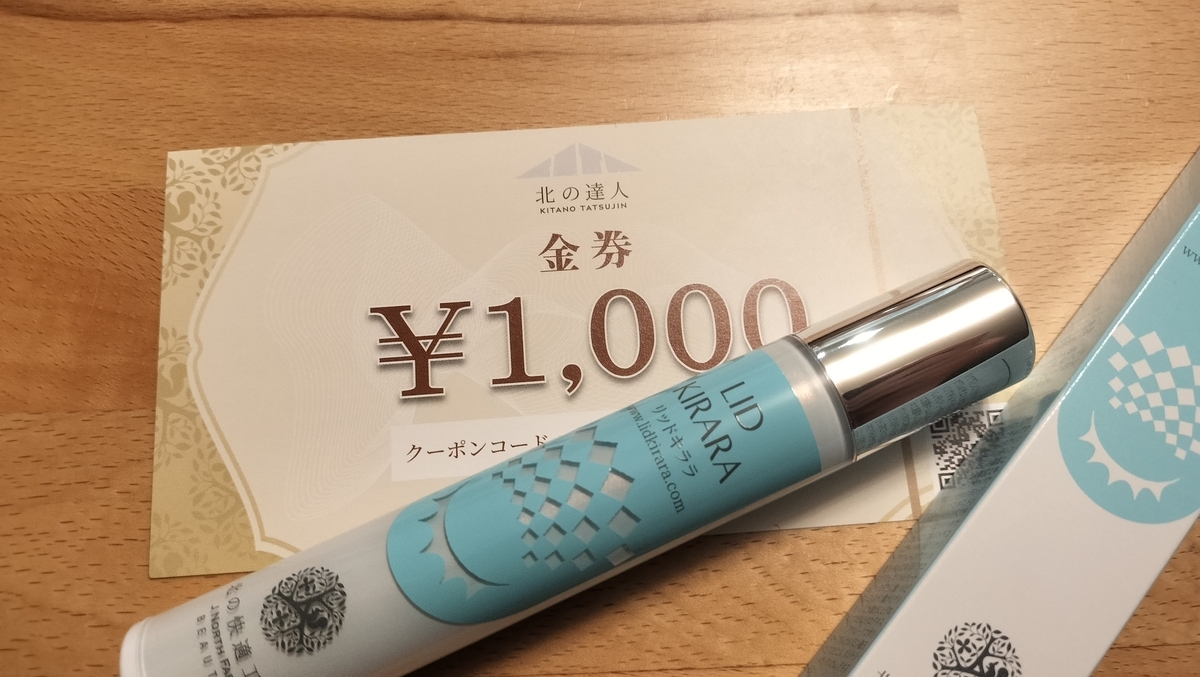 北の達人
KITANO TATSUJIN
金券
¥1,000
クーポンコード
LID
KIRARA
リッドキララ
www.lidkirara.com
の快適工
J NORTH FA
BEAU